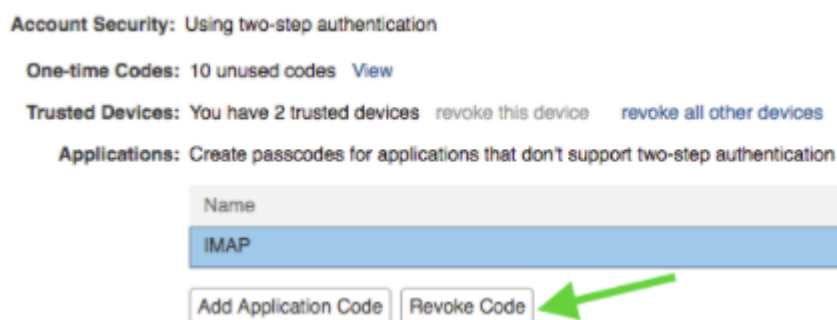 Account Security: Using two-step authentication
One-time Codes: 10 unused codes View
Trusted Devices: You have 2 trusted devices revoke this device revoke all other devices
Applications: Create passcodes for applications that don't support two-step authentication
Name
IMAP
Add Application Code Revoke Code